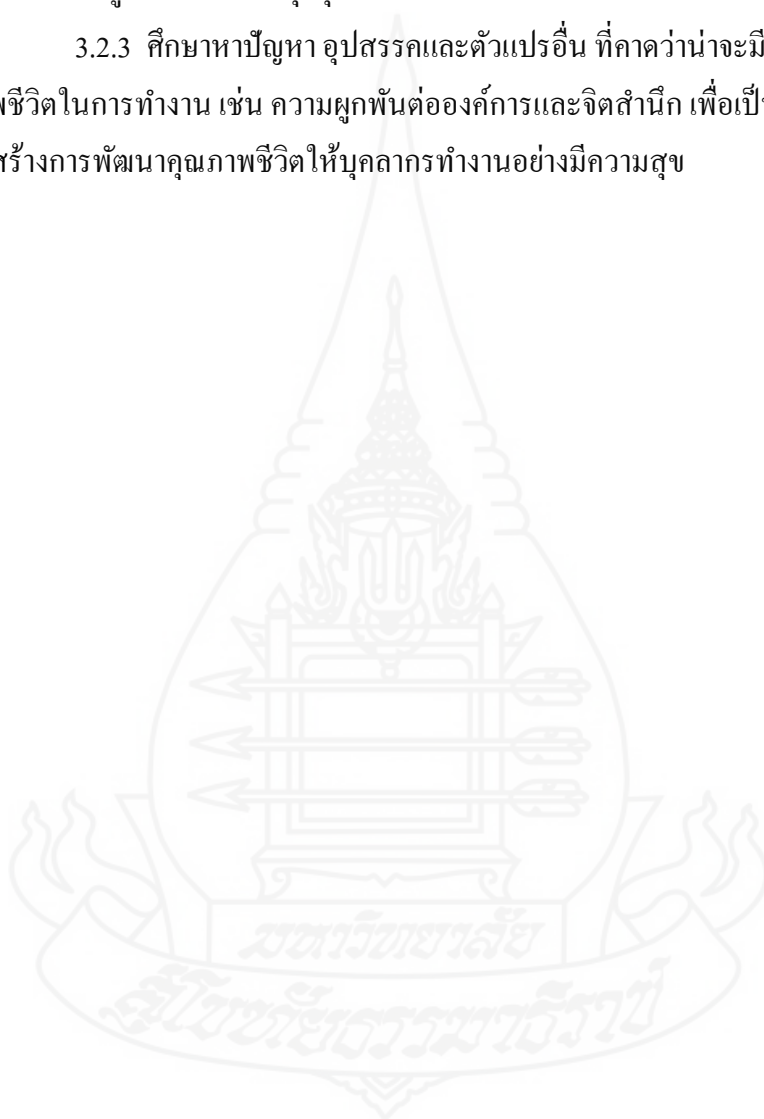 3.2.3 ศึกษาหาปัญหา อุปสรรคและตัวแปรอื่น ที่คาดว่าน่าจะมี
พชีวิตในการทำงาน เช่น ความผูกพันต่อองค์การและจิตสำนึก เพื่อเป็
สร้างการพัฒนาคุณภาพชีวิตให้บุคลากรทำงานอย่างมีความสุข
มหาวิทยาลัย
สุโขทัยธรรมาธิราช